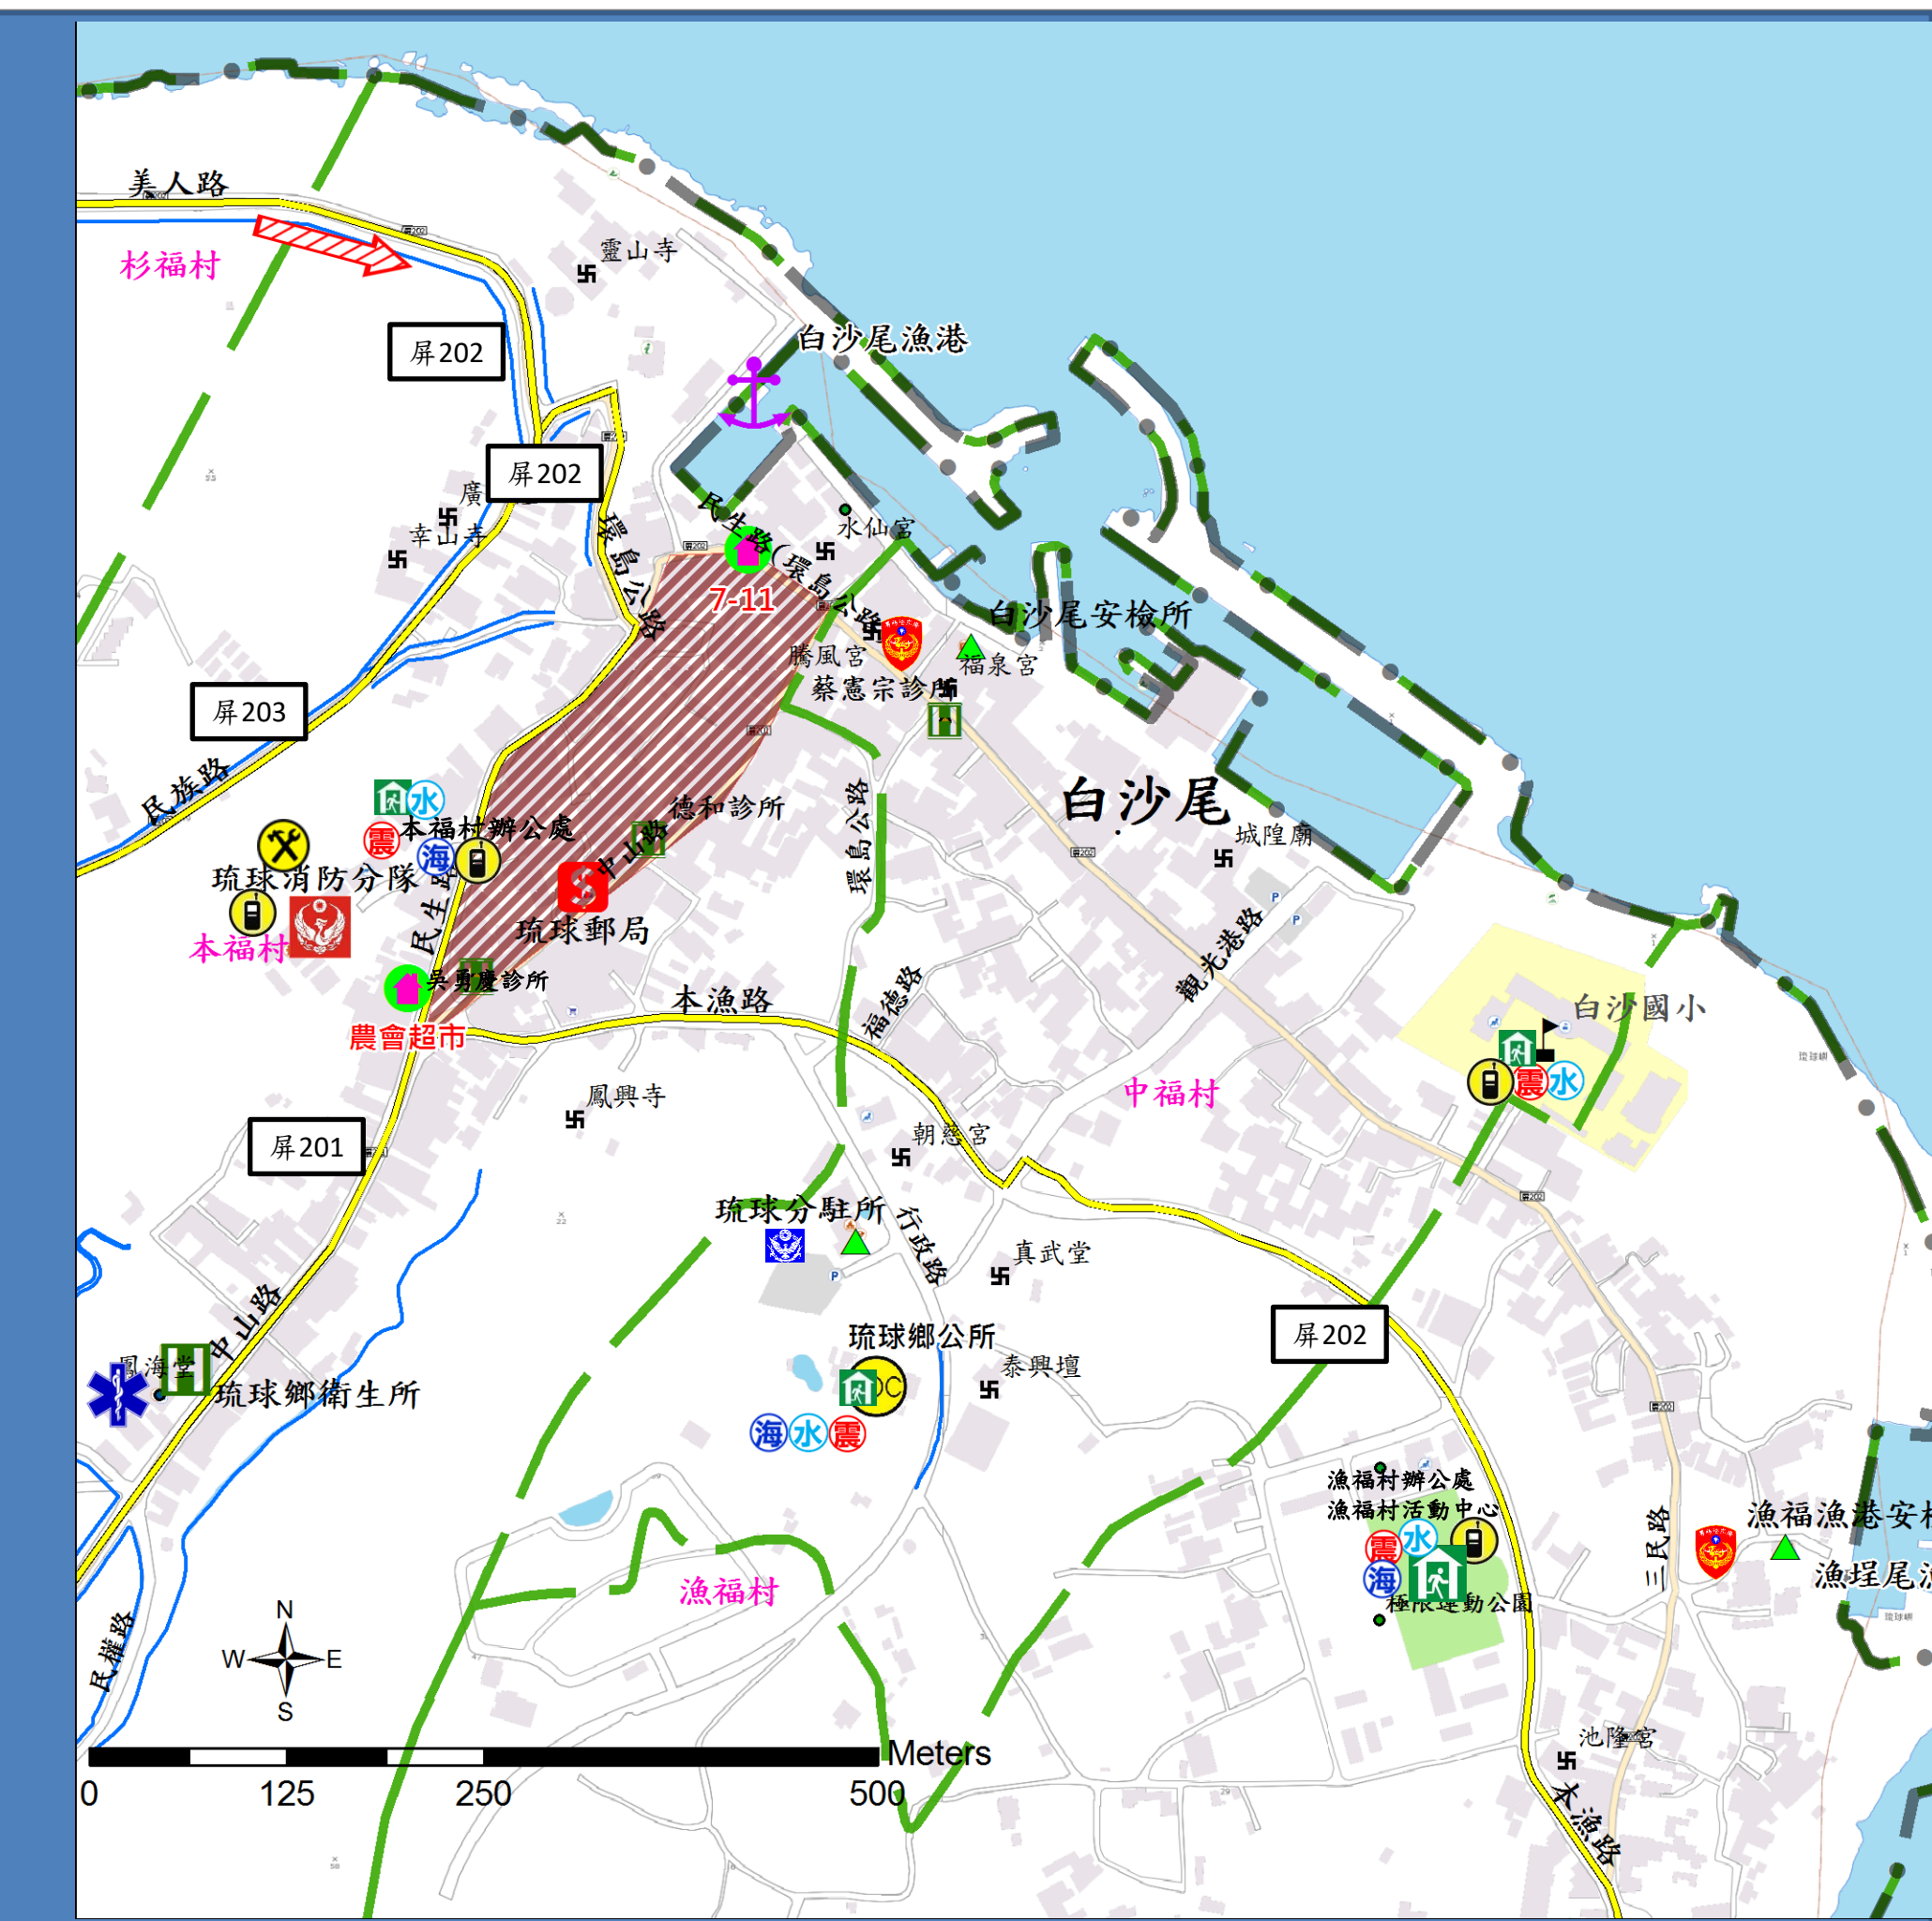 美人路
杉福村
靈山寺
屏202
白沙尾漁港
屏202
廣
幸山寺
民生路(環島公路
水仙宮
環島公路
7-11
白沙尾安檢所
騰風宮
福泉宮
蔡憲宗診所
屏203
民族路
白沙尾
水
德和診所
本福村辦公處
震
海
環島公路
城隍廟
琉球消防分隊
中山路
民生路
琉球郵局
本福村
觀光港路
吳勇慶診所
本漁路
福德路
白沙國小
農會超市
震
水
鳳興寺
中福村
朝慈宮
屏201
琉球分駐所
行政路
真武堂
中山路
屏202
琉球鄉公所
鳳海堂
泰興壇
琉球鄉衛生所
海
水
震
漁福村辦公處
漁福村活動中心
震
水
海
極限運動公園
三民路
漁福漁港安
漁埕尾
漁福村
民權路
N
W
E
S
池隆宮
Meters
0
125
250
500
本漁路